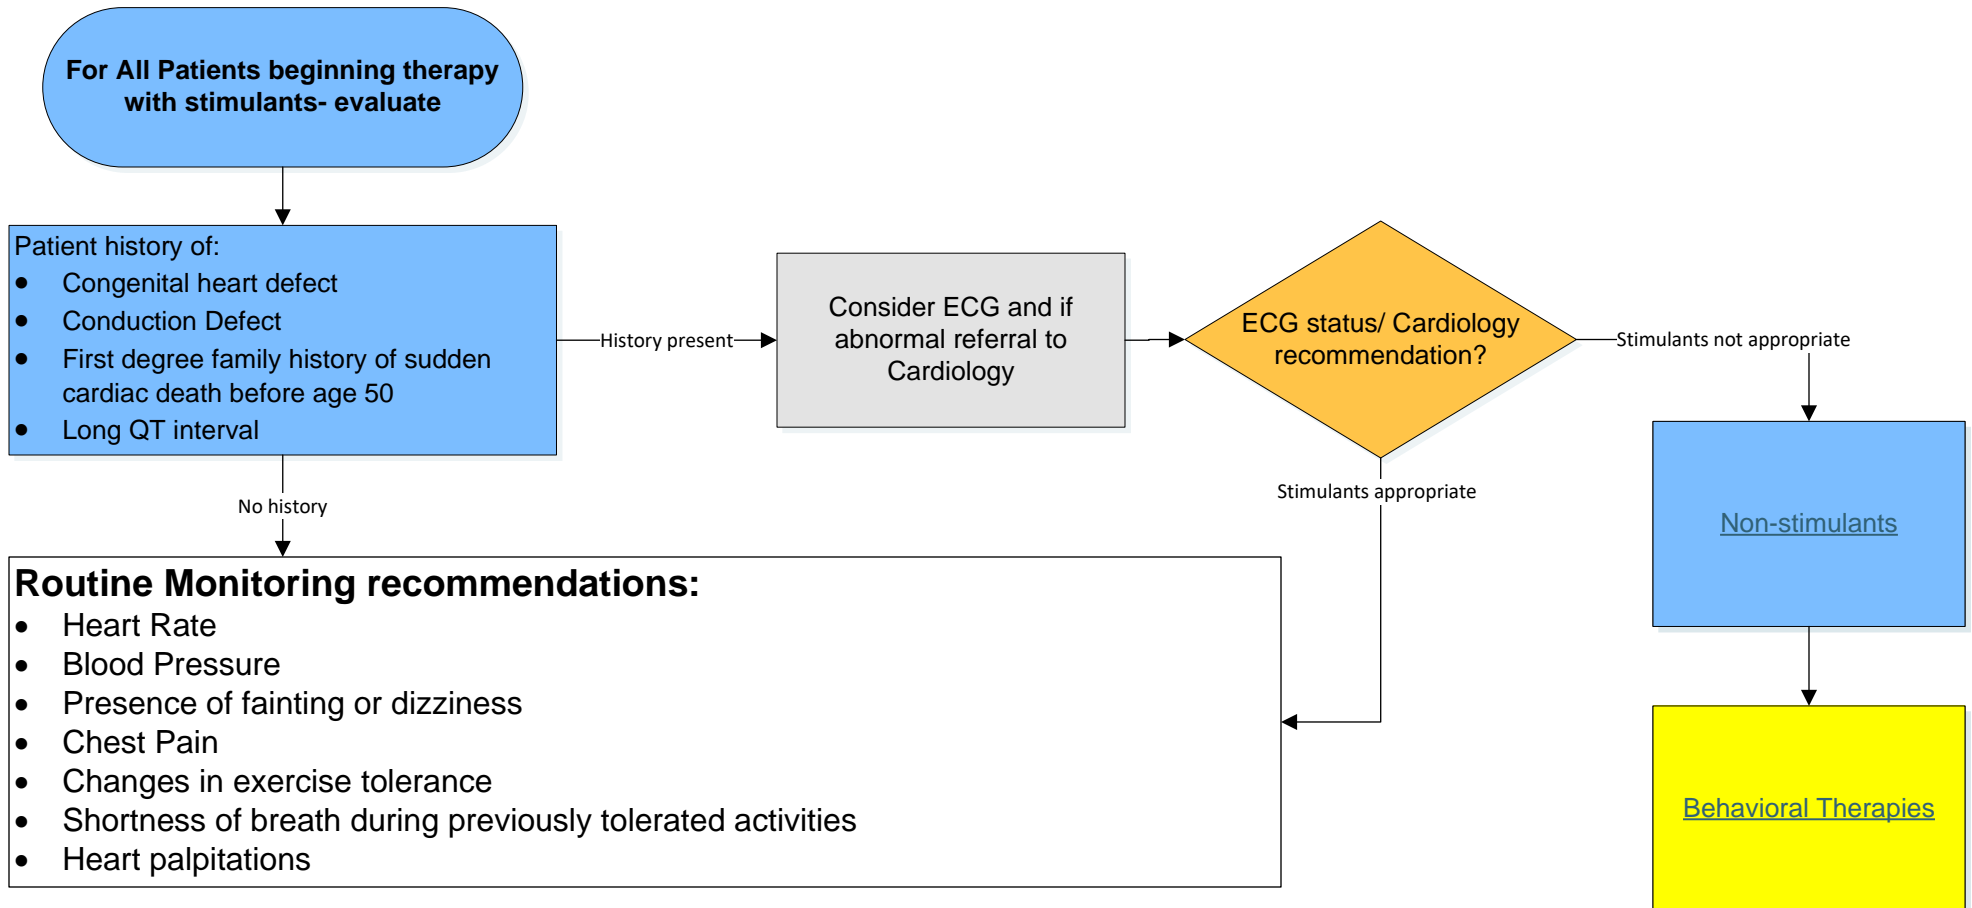 For All Patients beginning therapy
with stimulants- evaluate
Patient history of:
• Congenital heart defect
• Conduction Defect
• First degree family history of sudden
cardiac death before age 50
• Long QT interval
History present
Consider ECG and if
abnormal referral to
Cardiology
ECG status/ Cardiology
recommendation?
Stimulants not appropriate
Stimulants appropriate
No history
Non-stimulants
Routine Monitoring recommendations:
• Heart Rate
• Blood Pressure
• Presence of fainting or dizziness
• Chest Pain
• Changes in exercise tolerance
• Shortness of breath during previously tolerated activities
• Heart palpitations
Behavioral Therapies